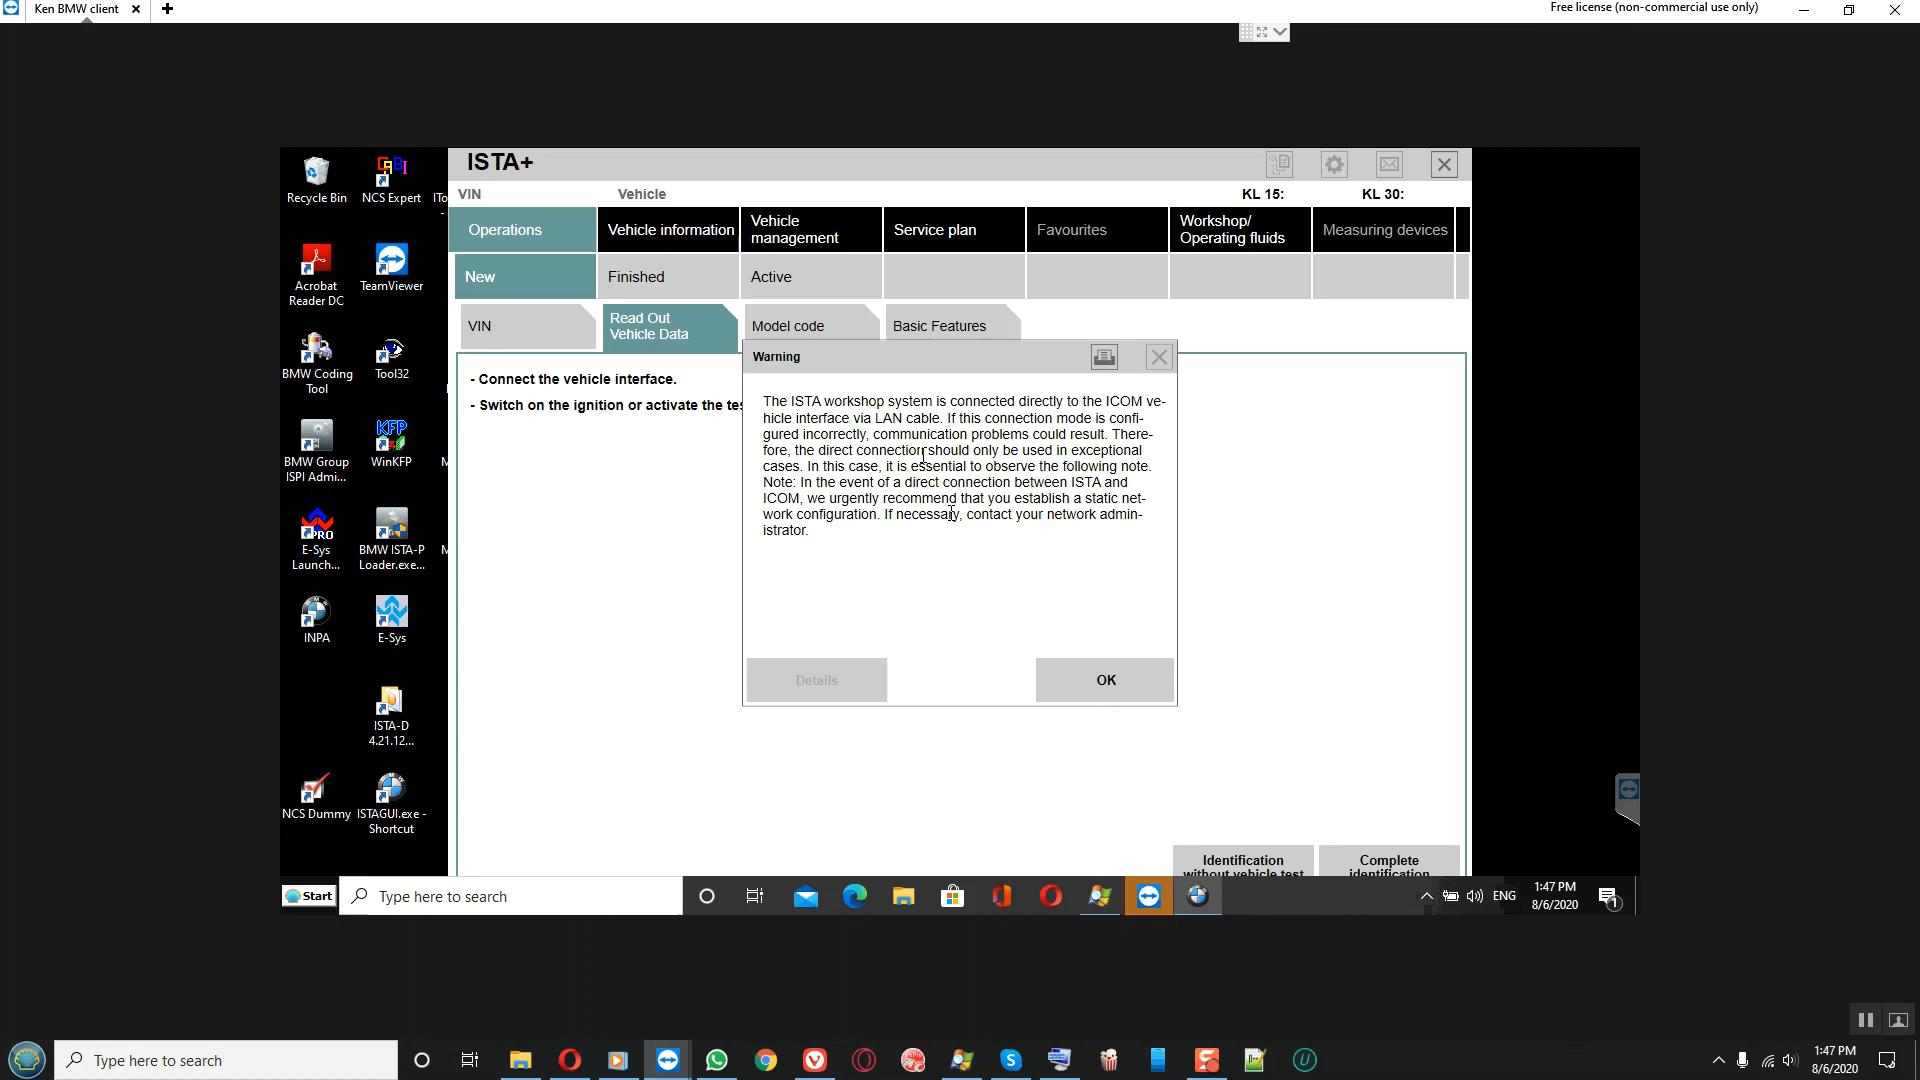 Ken BMW client
Free license (non-commercial use only)
ISTA+
VIN
Vehicle
KL 15:
KL 30:
Operations
Vehicle information
Vehicle
management
Service plan
Favourites
Workshop/
Operating fluids
Measuring devices
New
Finished
Active
VIN
Read Out
Vehicle Data
Model code
Basic Features
- Connect the vehicle interface.
- Switch on the ignition or activate the
Warning
The ISTA workshop system is connected directly to the ICOM ve-
hicle interface via LAN cable. If this connection mode is confi-
gured incorrectly, communication problems could result. There-
fore, the direct connection should only be used in exceptional
cases. In this case, it is essential to observe the following note.
Note: In the event of a direct connection between ISTA and
ICOM, we urgently recommend that you establish a static net-
work configuration. If necessary, contact your network admin-
istrator.
Details
OK
Identification
without vehicle test
Complete
identification
Recycle Bin
NCS Expert
Acrobat
Reader DC
TeamViewer
BMW Coding
Tool
Tool32
BMW Group
ISPI Admi...
KFP
WinKFP
PRO
E-Sys
Launch...
BMW ISTA-P
Loader.exe...
INPA
E-Sys
ISTA-D
4.21.12...
NCS Dummy
ISTAGUI.exe -
Shortcut
Start
Type here to search
ENG
1:47 PM
8/6/2020
1
Type here to search
1:47 PM
8/6/2020